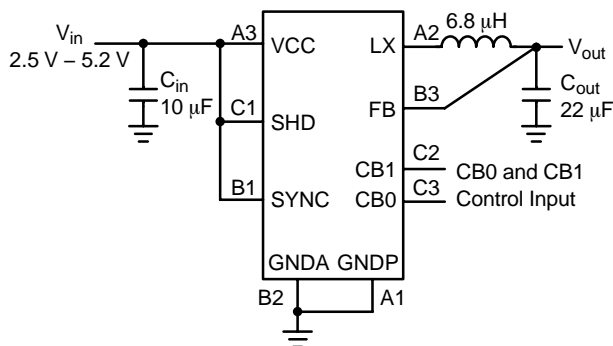 Vin
2.5 V – 5.2 V
Cin
10 μF
A3
C1
B1
VCC
SHD
SYNC
LX
FB
CB1
CB0
GNDA GNDP
A2
6.8 μH
Vout
B3
Cout
22 μF
C2
CB0 and CB1
C3
Control Input
B2
A1